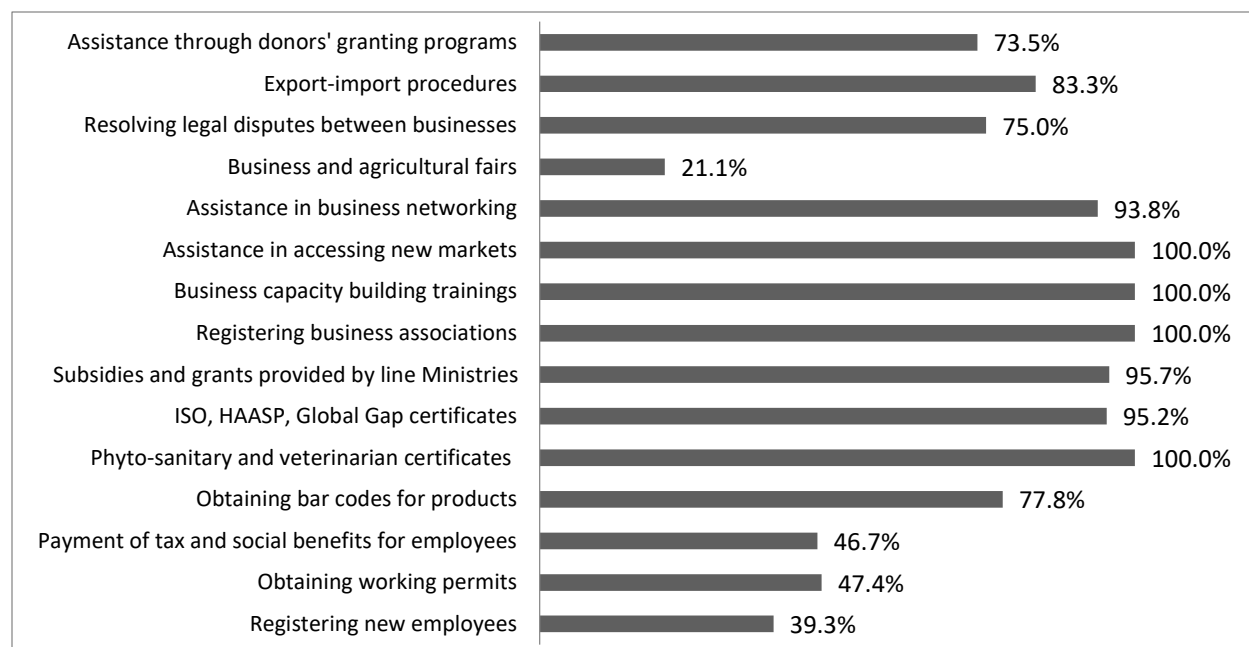 Assistance through donors' granting programs 73.5%
Export-import procedures 83.3%
Resolving legal disputes between businesses 75.0%
Business and agricultural fairs 21.1%
Assistance in business networking 93.8%
Assistance in accessing new markets 100.0%
Business capacity building trainings 100.0%
Registering business associations 100.0%
Subsidies and grants provided by line Ministries 95.7%
ISO, HAASP, Global Gap certificates 95.2%
Phyto-sanitary and veterinarian certificates 100.0%
Obtaining bar codes for products 77.8%
Payment of tax and social benefits for employees 46.7%
Obtaining working permits 47.4%
Registering new employees 39.3%